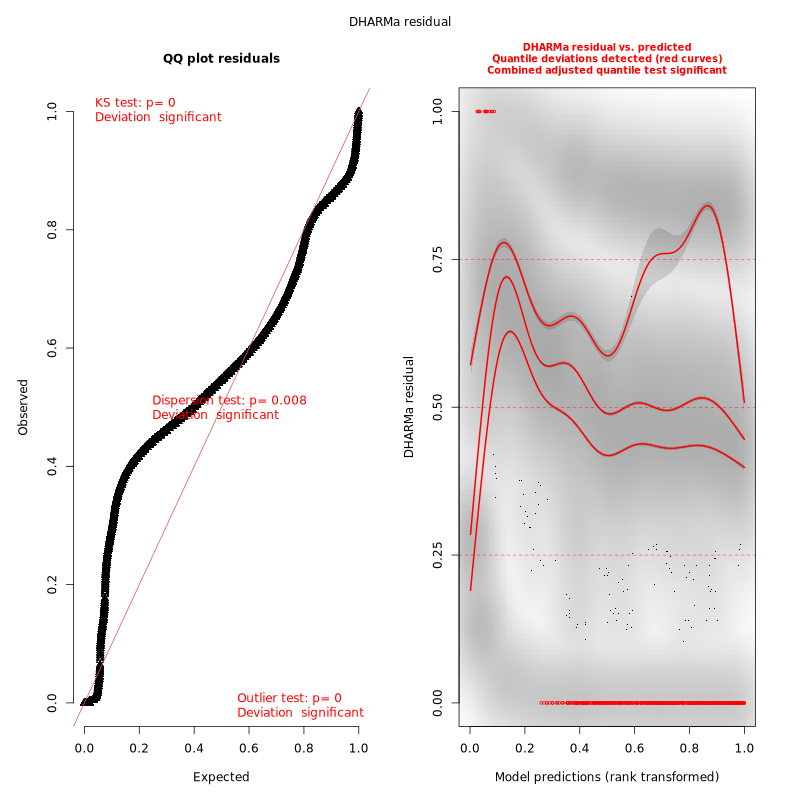 DHARMa residual
QQ plot residuals
KS test: p= 0
Deviation significant
Dispersion test: p= 0.008
Deviation significant
Outlier test: p= 0
Deviation significant
Observed
0.0
0.2
0.4
0.6
0.8
1.0
0.0 0.2 0.4 0.6 0.8 1.0
Expected
DHARMa residual vs. predicted
Quantile deviations detected (red curves)
Combined adjusted quantile test significant
DHARMa residual
0.00
0.25
0.50
0.75
1.00
0.0 0.2 0.4 0.6 0.8 1.0
Model predictions (rank transformed)